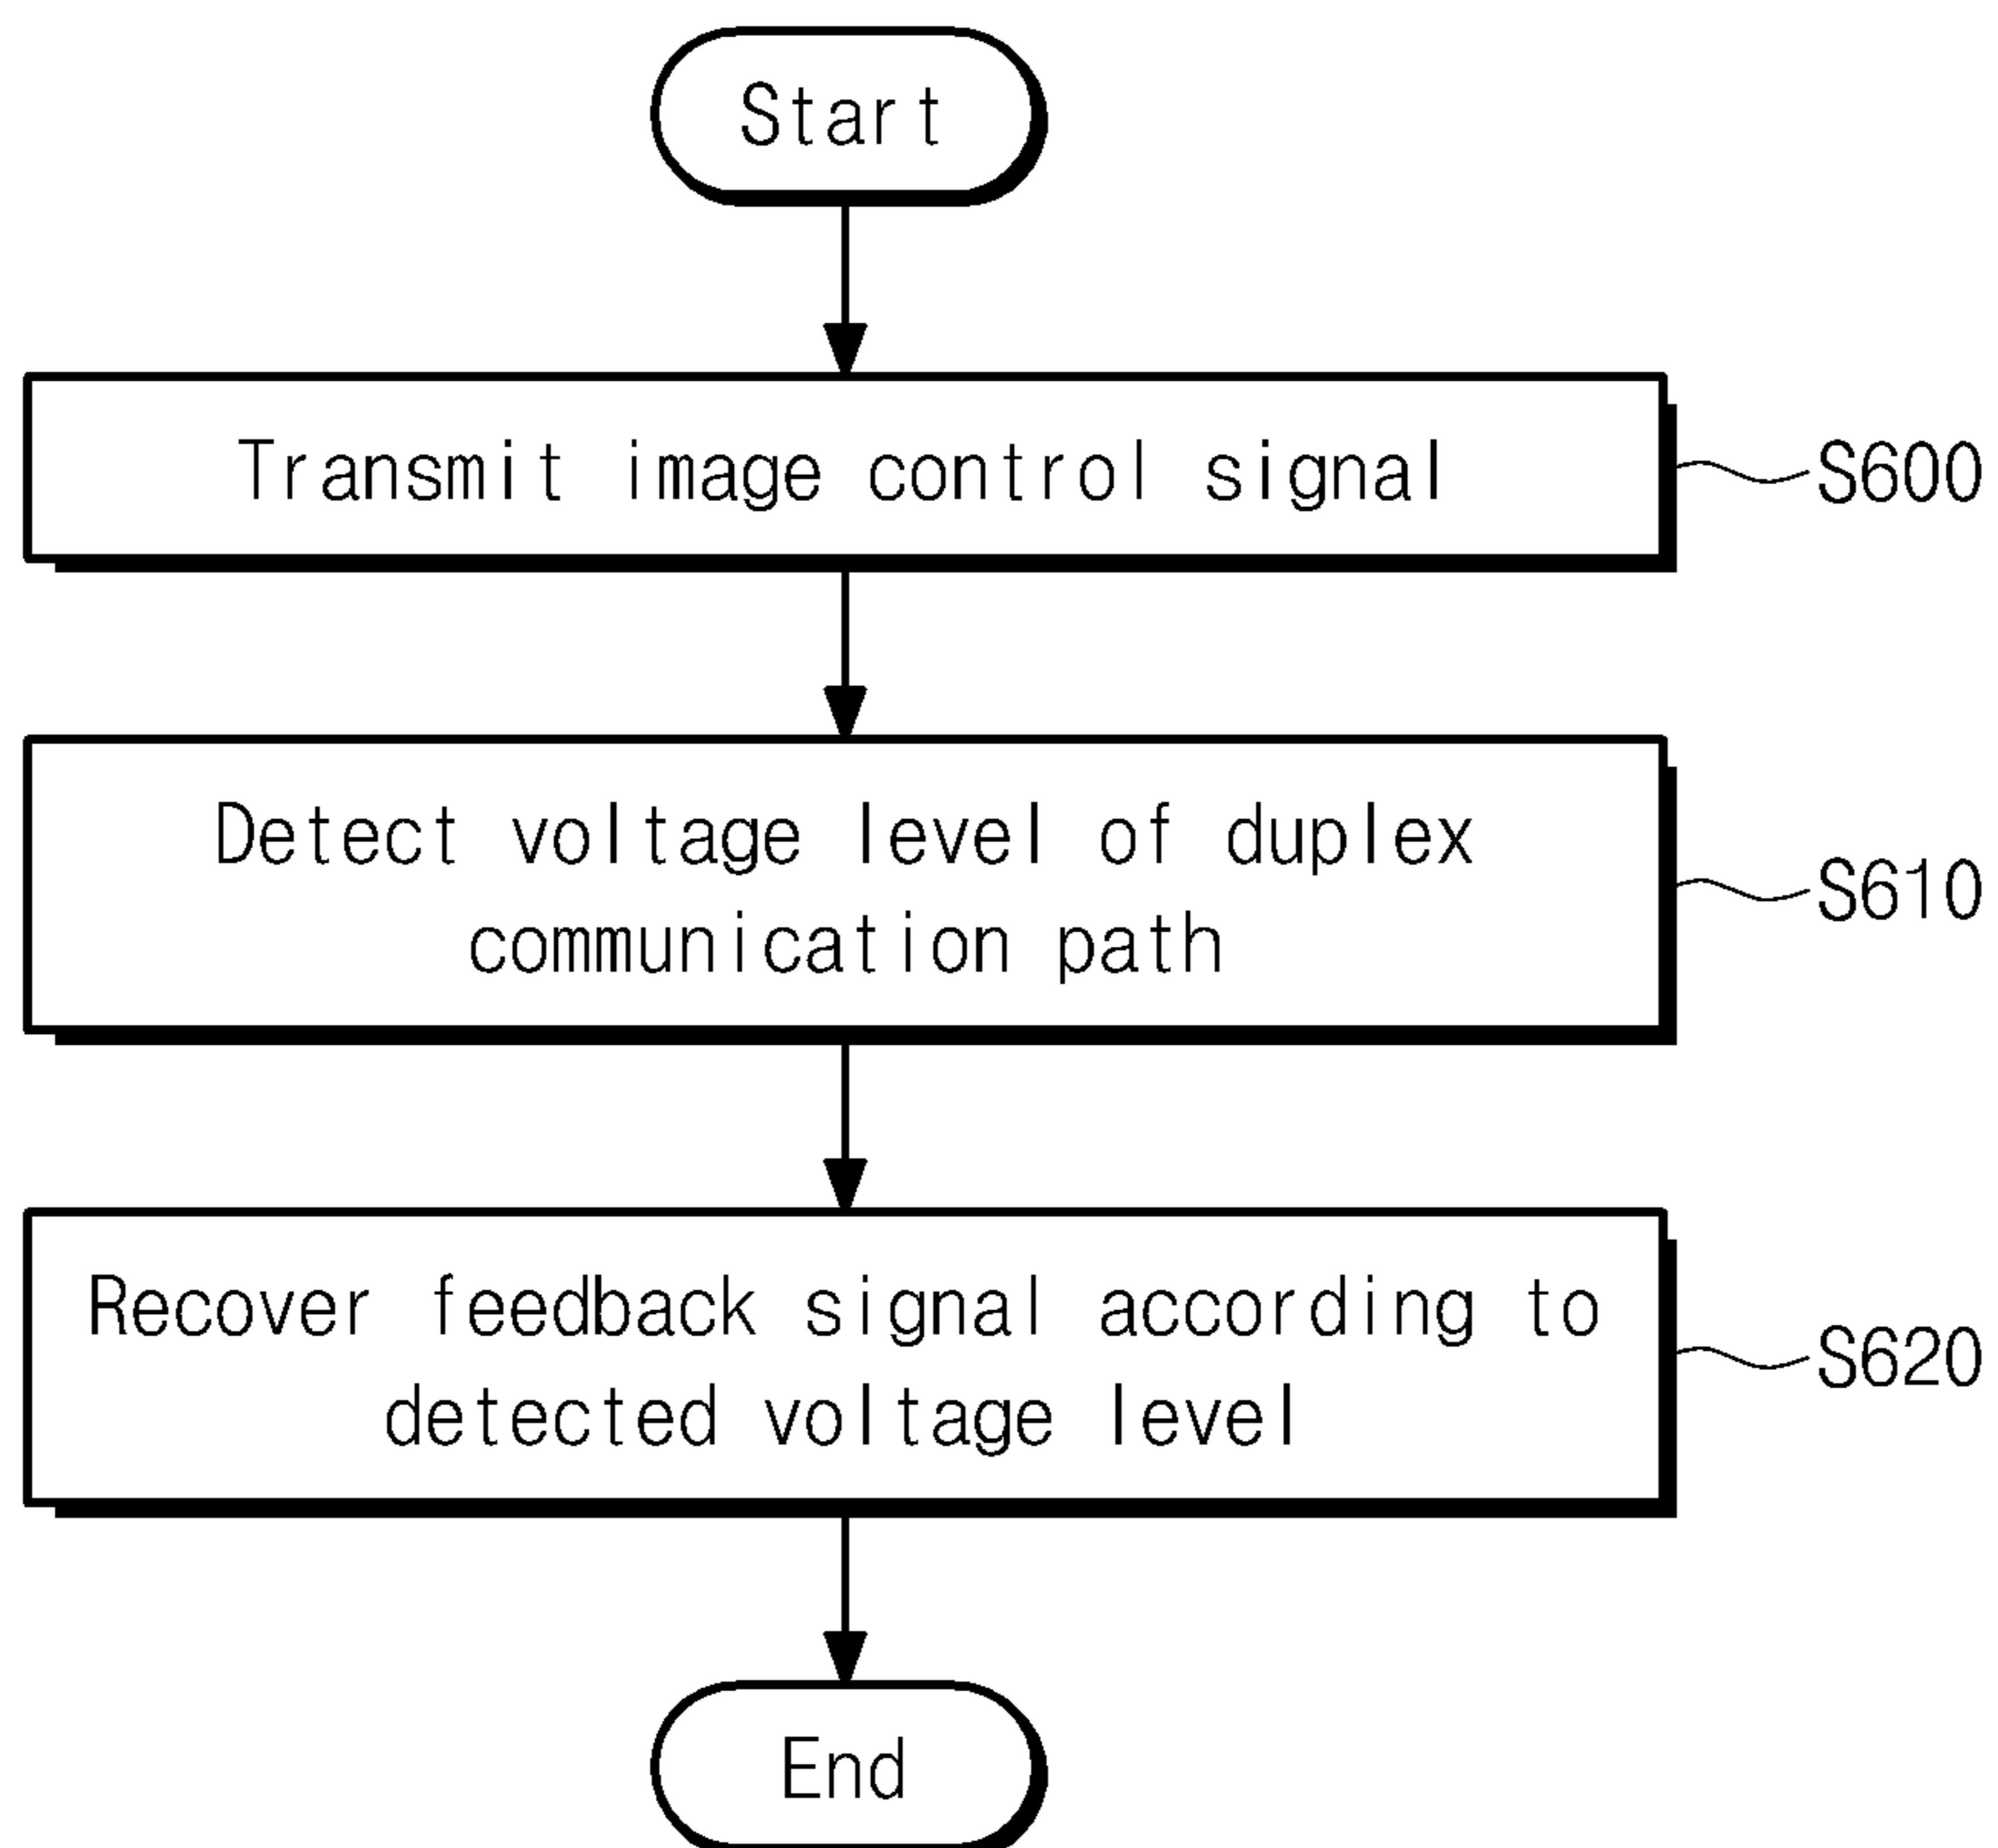 Start
Transmit image control signal
S600
Detect voltage level of duplex
communication path
S610
Recover feedback signal according to
detected voltage level
S620
End